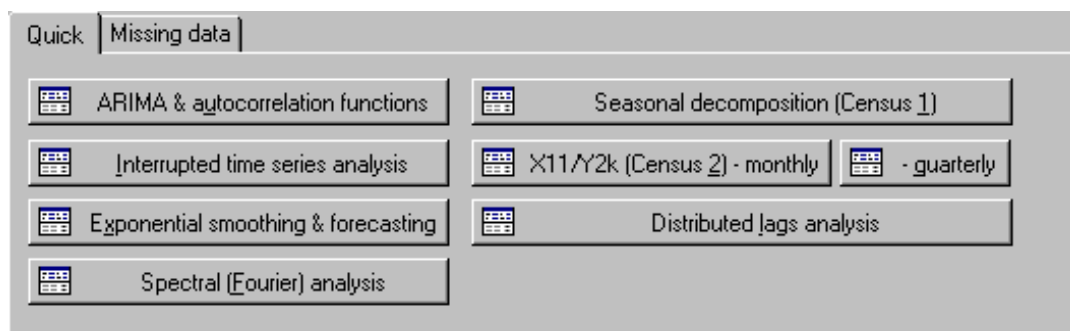 Quick
Missing data
ARIMA & autocorrelation functions
Seasonal decomposition (Census 1)
Interrupted time series analysis
X11/Y2k (Census 2) - monthly
- guarterly
Exponential smoothing & forecasting
Distributed lags analysis
Spectral (Fourier) analysis